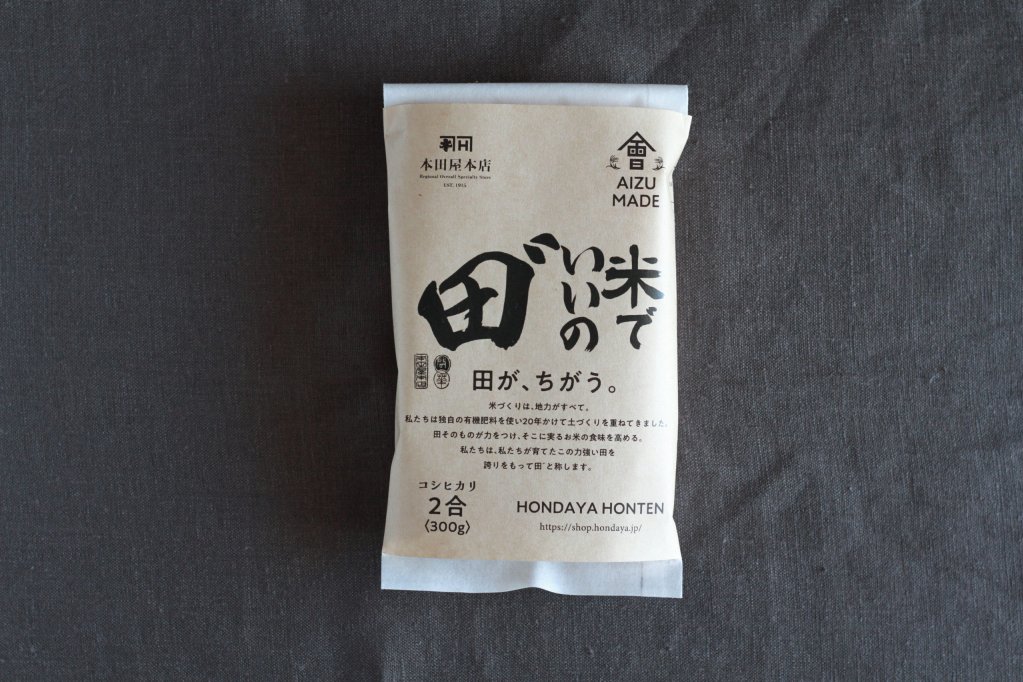 本田屋本店
Regional Overall Specialty Store
EST. 1915
會
AIZU
MADE
米で
いいの
田゛
田が、ちがう。
米づくりは、地力がすべて。
私たちは独自の有機肥料を使い20年かけて土づくりを重ねてきました。
田そのものが力をつけ、そこに実るお米の食味を高める。
私たちは、私たちが育てたこの力強い田を
誇りをもって田゛と称します。
コシヒカリ
2合
〈300g〉
HONDAYA HONTEN
https://shop.hondaya.jp/